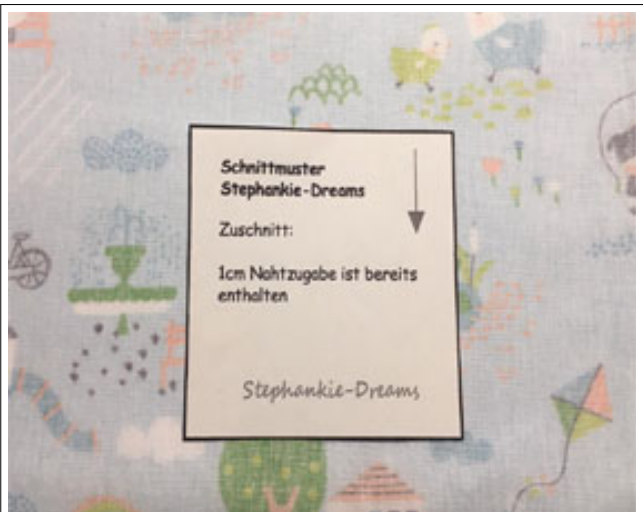 Schnittmuster
Stephankie-Dreams
Zuschnitt:
1cm Nahtzugabe ist bereits
enthalten
Stephankie-Dreams